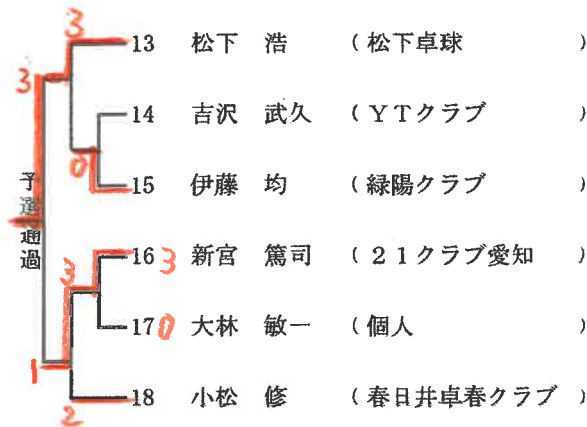 3
13 松下 浩 (松下卓球)
3
14 吉沢 武久 (YTクラブ)
0
15 伊藤 均 (緑陽クラブ)
予選通過
16 3 新宮 篤司 (21クラブ愛知)
3
17 0 大林 敏一 (個人)
1
18 小松 修 (春日井卓春クラブ)
2